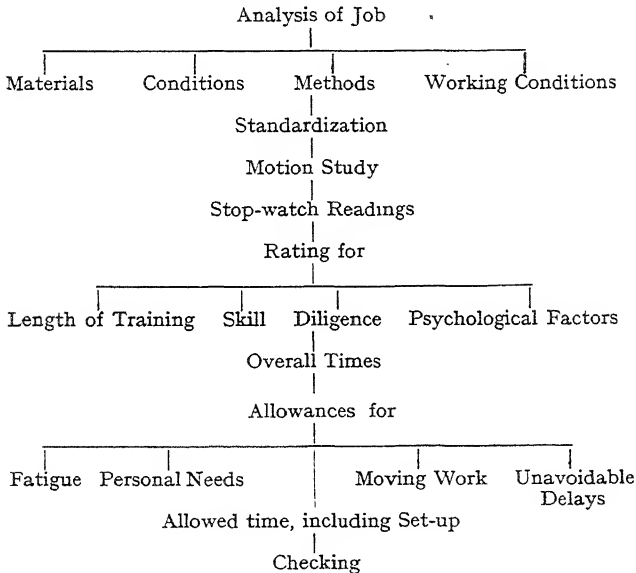 Analysis of Job
Materials Conditions Methods Working Conditions
Standardization
Motion Study
Stop-watch Readings
Rating for
Length of Training Skill Diligence Psychological Factors
Overall Times
Allowances for
Fatigue Personal Needs Moving Work Unavoidable
Delays
Allowed time, including Set-up
Checking